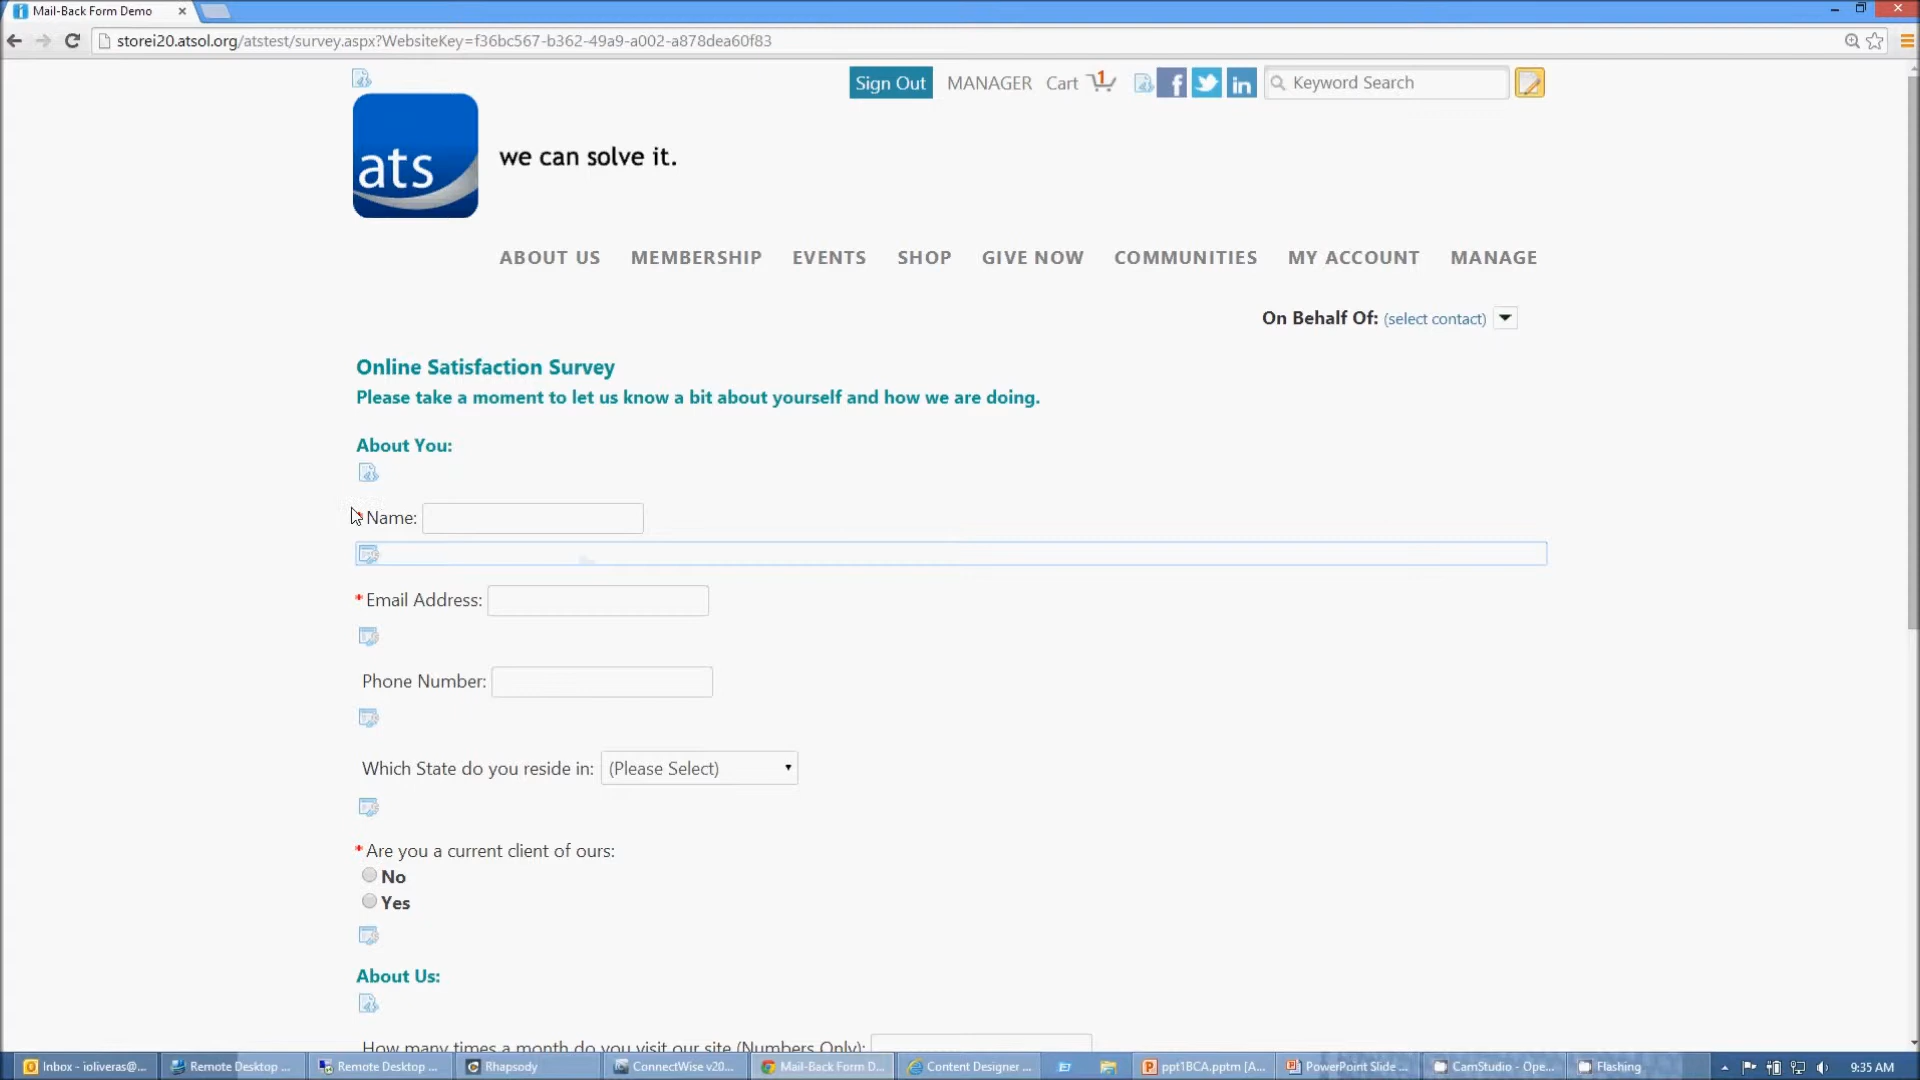 Mail-Back Form Demo
storei20.atsol.org/atstest/survey.aspx?WebsiteKey=f36bc567-b362-49a9-a002-a878dea60f83
Sign Out MANAGER Cart 1 f in Keyword Search
ats we can solve it.
ABOUT US MEMBERSHIP EVENTS SHOP GIVE NOW COMMUNITIES MY ACCOUNT MANAGE
On Behalf Of: (select contact)
Online Satisfaction Survey
Please take a moment to let us know a bit about yourself and how we are doing.
About You:
Name:
* Email Address:
Phone Number:
Which State do you reside in: (Please Select)
* Are you a current client of ours:
No
Yes
About Us:
How many times a month do you visit our site (Numbers Only):
Inbox - ioliveras@... Remote Desktop ... Remote Desktop ... Rhapsody ConnectWise v20... Mail-Back Form D... Content Designer ... ppt1BCA.pptm [A... PowerPoint Slide ... CamStudio - Ope... Flashing 9:35 AM